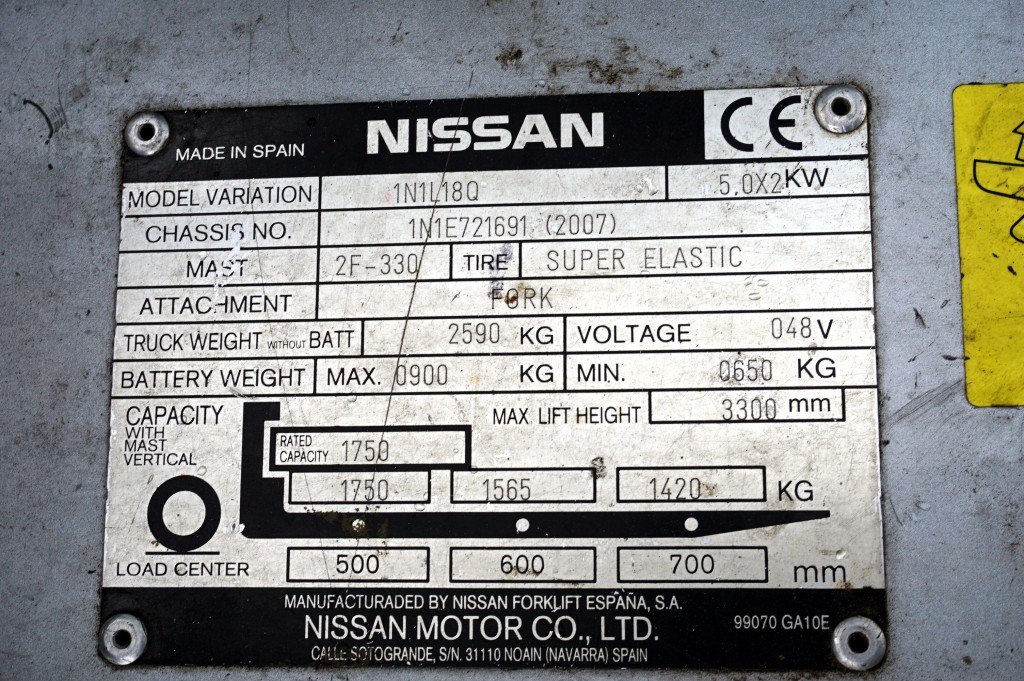 MADE IN SPAIN NISSAN CE
MODEL VARIATION 1N1L18Q 5.0X2 KW
CHASSIS NO. 1N1E721691 (2007)
MAST 2F-330 TIRE SUPER ELASTIC
ATTACHMENT FORK
TRUCK WEIGHT WITHOUT BATT 2590 KG VOLTAGE 048 V
BATTERY WEIGHT MAX. 0900 KG MIN. 0650 KG
CAPACITY WITH MAST VERTICAL
MAX. LIFT HEIGHT 3300 mm
RATED CAPACITY 1750
1750 1565 1420 KG
LOAD CENTER 500 600 700 mm
MANUFACTURADED BY NISSAN FORKLIFT ESPAÑA, S.A.
NISSAN MOTOR CO., LTD. 99070 GA10E
CALLE SOTOGRANDE, S/N. 31110 NOAIN (NAVARRA) SPAIN